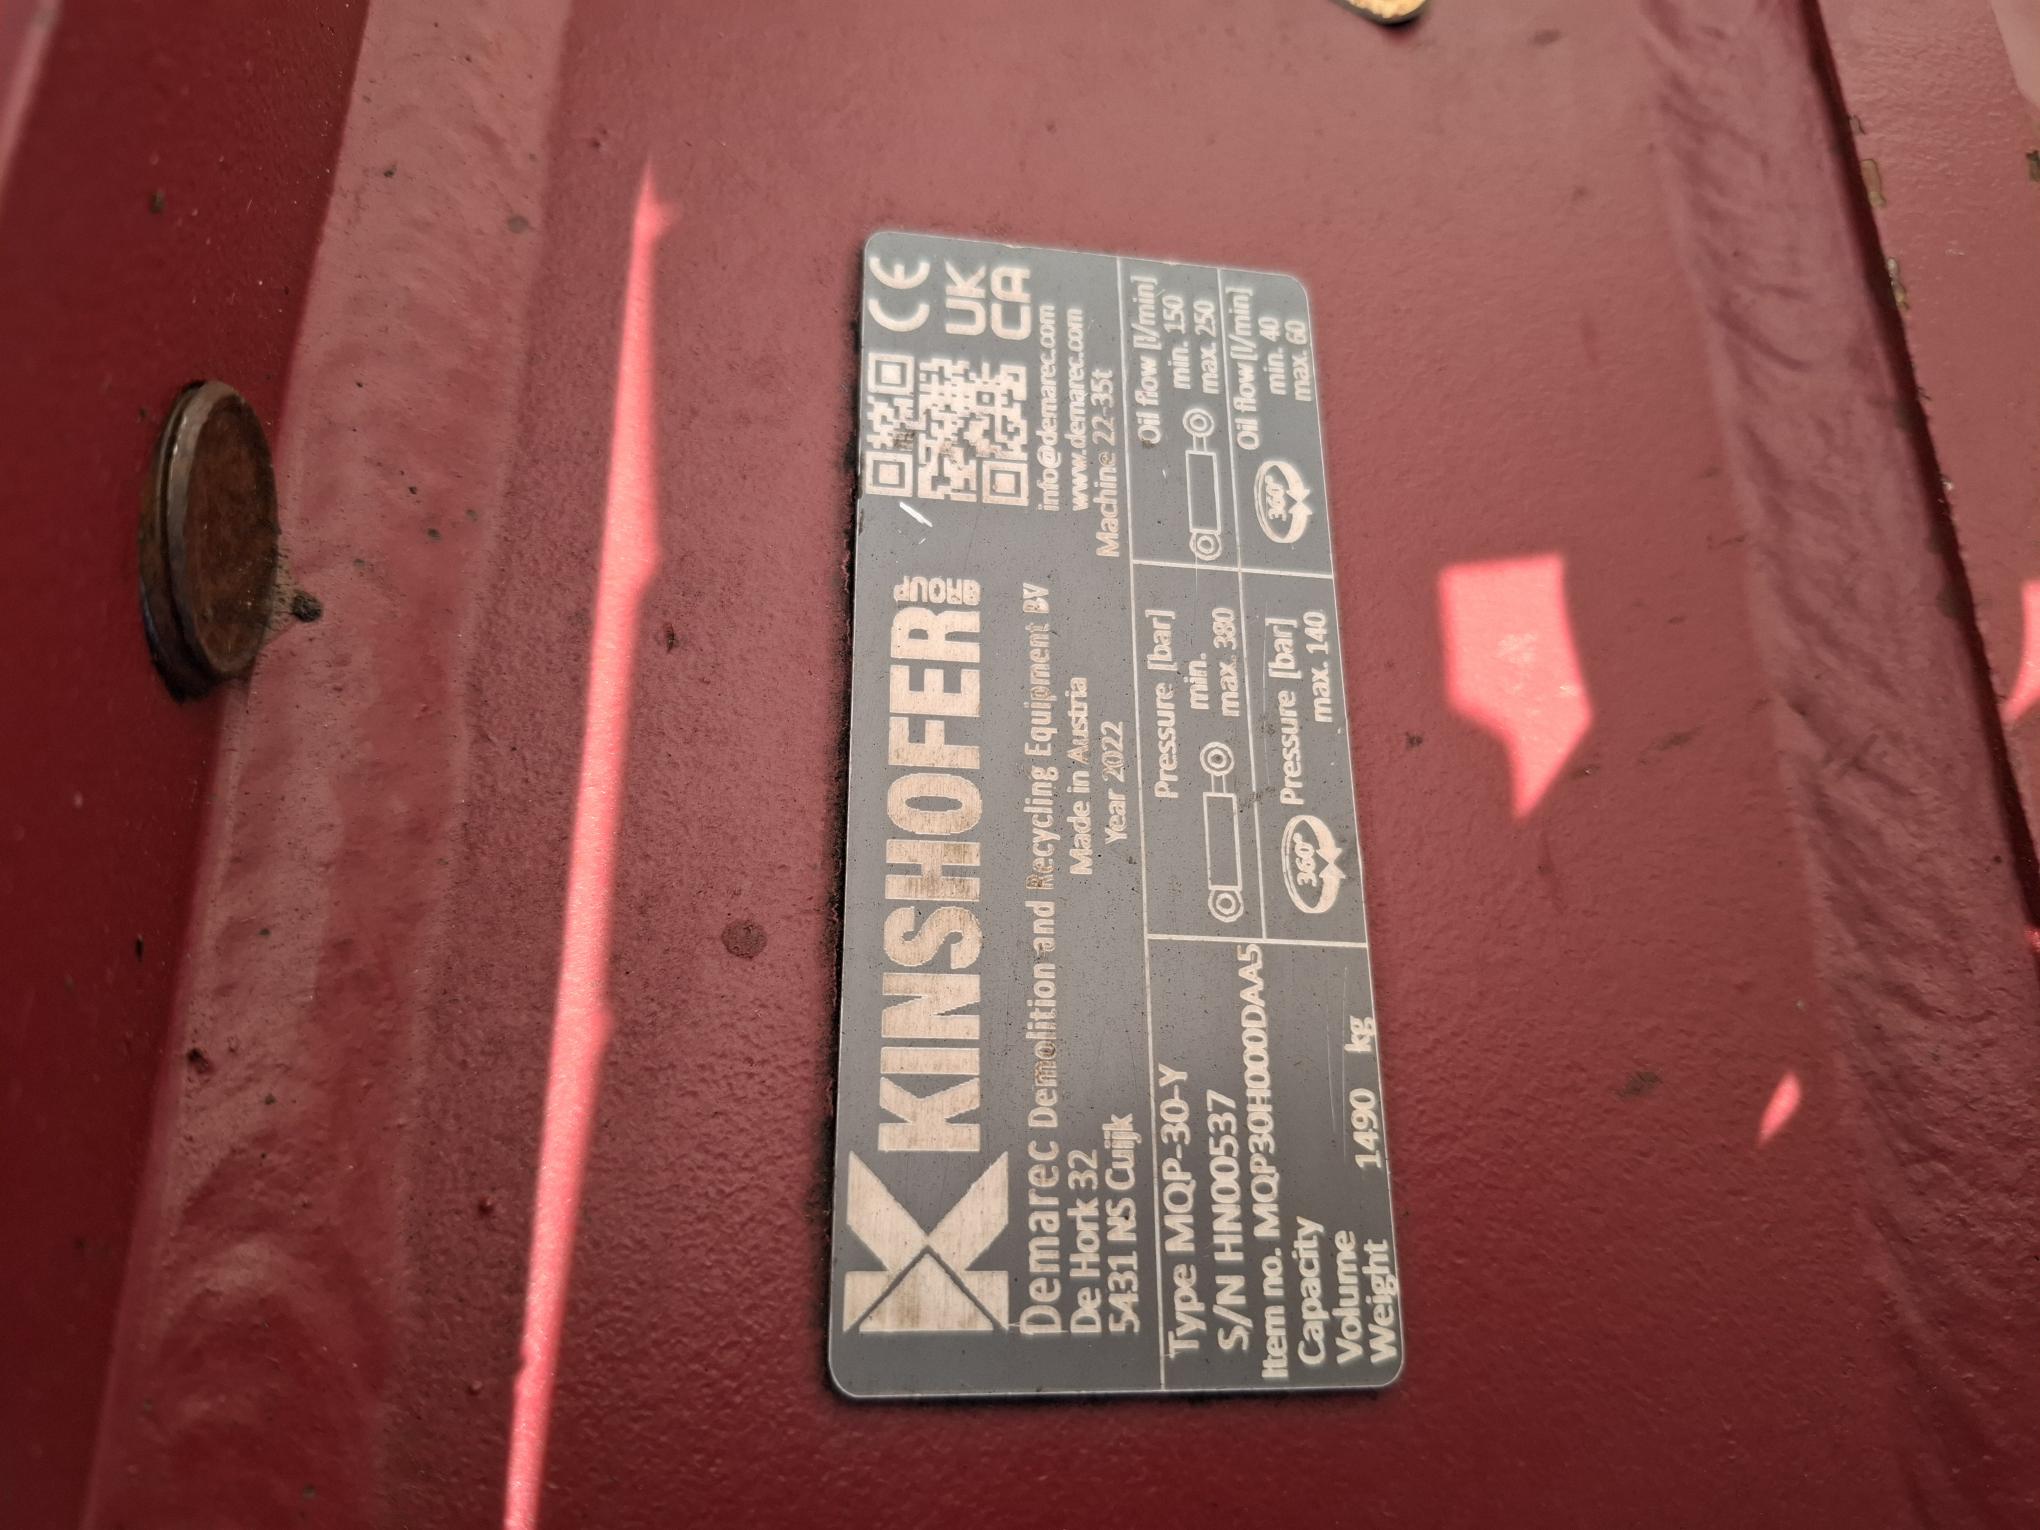 KINSHOFER
Demarec Demolition and Recycling Equipment BV
De Hork 32
5431 NS Cuijk
Made in Austria
Year 2022
CE
UK
CA
info@demarec.com
www.demarec.com
Machine 22-35t
Type MQP-30-Y
S/N HN00537
Item no. MQP30H000DAA5
Capacity
Volume
Weight 1490 kg
Pressure [bar]
min.
max. 380
Oil flow [l/min]
min. 150
max. 250
360°
Pressure [bar]
max. 140
360°
Oil flow [l/min]
min. 40
max. 60